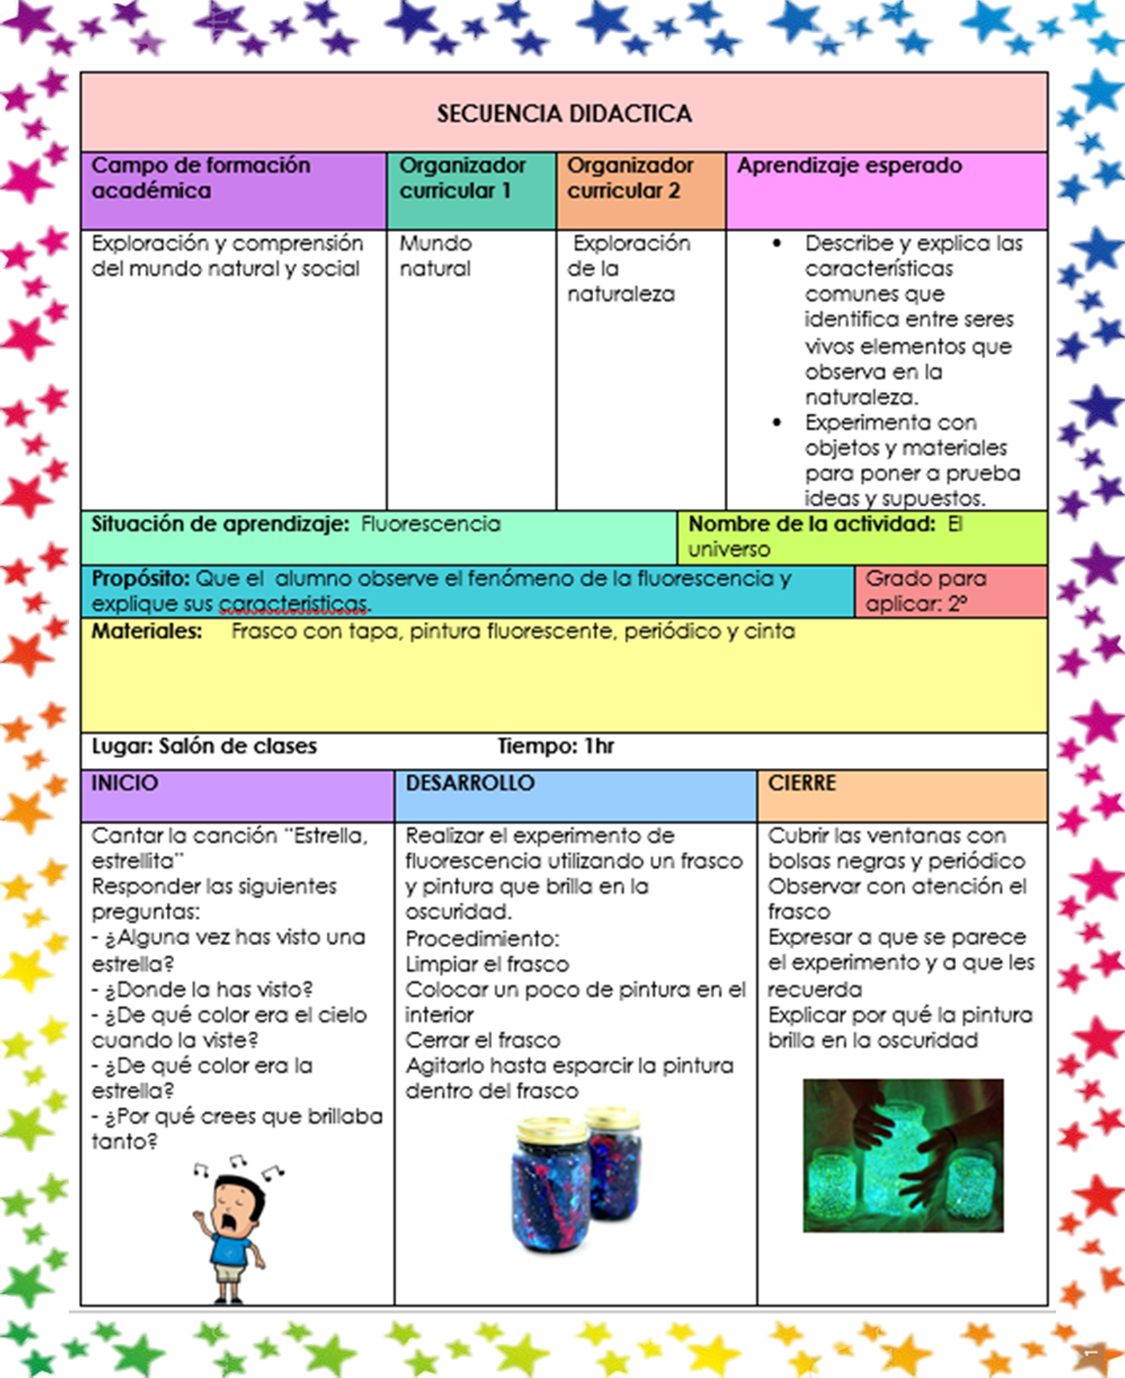 SECUENCIA DIDACTICA
Campo de formación
académica
Organizador
curricular 1
Organizador
curricular 2
Aprendizaje esperado
Exploración y comprensión
del mundo natural y social
Mundo
natural
Exploración
de la
naturaleza
• Describe y explica las
características
comunes que
identifica entre seres
vivos elementos que
observa en la
naturaleza.
• Experimenta con
objetos y materiales
para poner a prueba
ideas y supuestos.
Situación de aprendizaje: Fluorescencia
Nombre de la actividad: El
universo
Propósito: Que el alumno observe el fenómeno de la fluorescencia y
explique sus caracteristicas.
Grado para
aplicar: 2º
Materiales: Frasco con tapa, pintura fluorescente, periódico y cinta
Lugar: Salón de clases Tiempo: 1hr
INICIO
Cantar la canción "Estrella,
estrellita"
Responder las siguientes
preguntas:
- ¿Alguna vez has visto una
estrella?
- ¿Donde la has visto?
- ¿De qué color era el cielo
cuando la viste?
- ¿De qué color era la
estrella?
- ¿Por qué crees que brillaba
tanto?
DESARROLLO
Realizar el experimento de
fluorescencia utilizando un frasco
y pintura que brilla en la
oscuridad.
Procedimiento:
Limpiar el frasco
Colocar un poco de pintura en el
interior
Cerrar el frasco
Agitarlo hasta esparcir la pintura
dentro del frasco
CIERRE
Cubrir las ventanas con
bolsas negras y periódico
Observar con atención el
frasco
Expresar a que se parece
el experimento y a que les
recuerda
Explicar por qué la pintura
brilla en la oscuridad
1